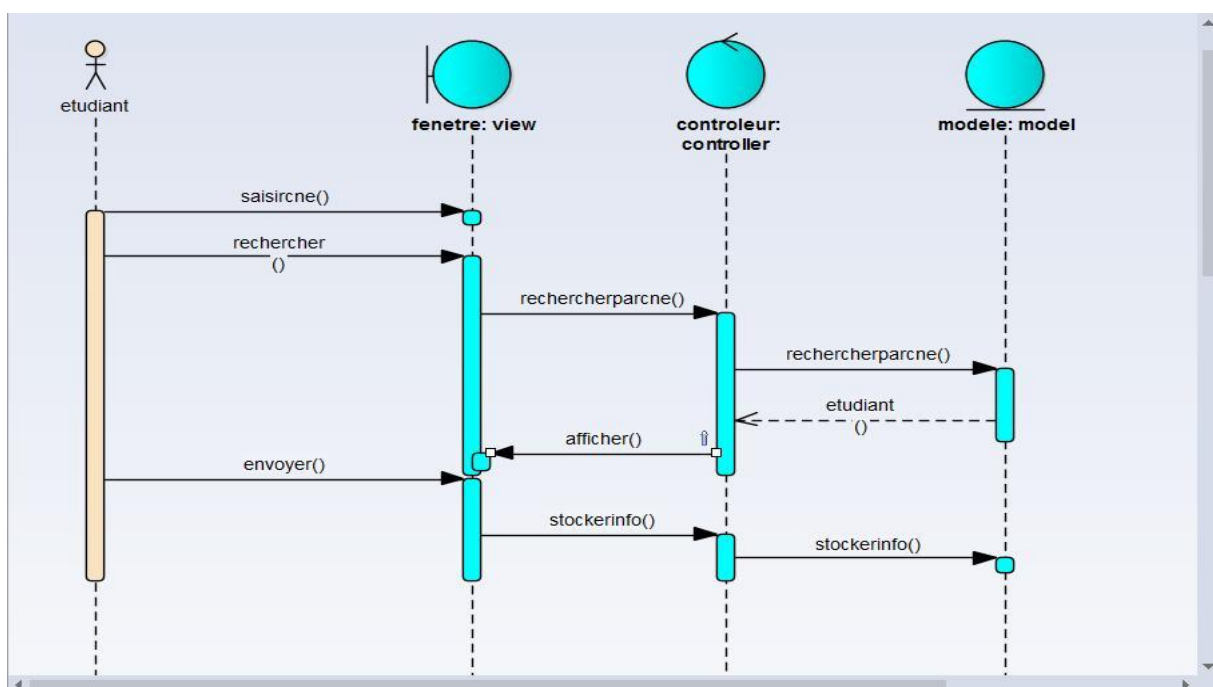 etudiant
fenetre: view
controleur:
controller
modele: model
saisircne()
rechercher
()
rechercherparcne()
rechercherparcne()
etudiant
()
afficher()
envoyer()
stockerinfo()
stockerinfo()